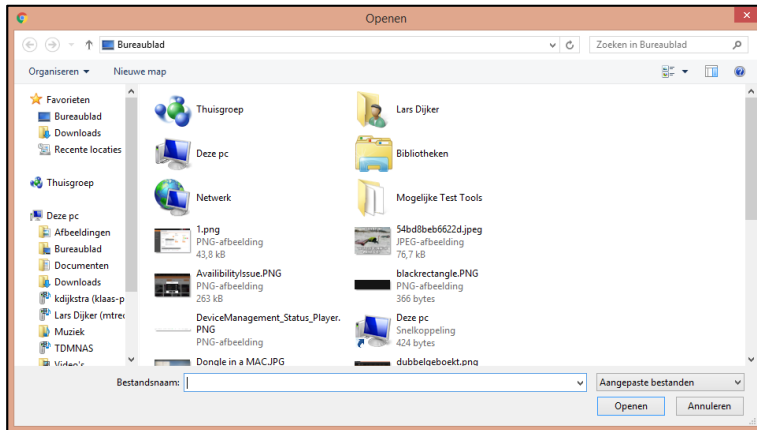 Openen
Bureaublad
Zoeken in Bureaublad
Organiseren
Nieuwe map
Favorieten
Bureaublad
Downloads
Recente locaties
Thuisgroep
Deze pc
Afbeeldingen
Bureaublad
Documenten
Downloads
kdijkstra (klaas-p
Lars Dijker (mtrec
Muziek
TDMNAS
Video's
Thuisgroep
Lars Dijker
Deze pc
Bibliotheken
Netwerk
Mogelijke Test Tools
1.png
PNG-afbeelding
43,8 kB
54bd8beb6622d.jpeg
JPEG-afbeelding
76,7 kB
AvailibilityIssue.PNG
PNG-afbeelding
263 kB
blackrectangle.PNG
PNG-afbeelding
366 bytes
DeviceManagement_Status_Player.
PNG
PNG-afbeelding
Deze pc
Snelkoppeling
424 bytes
Dongle in a MAC.JPG
dubbelgeboekt.png
Bestandsnaam:
Aangepaste bestanden
Openen
Annuleren